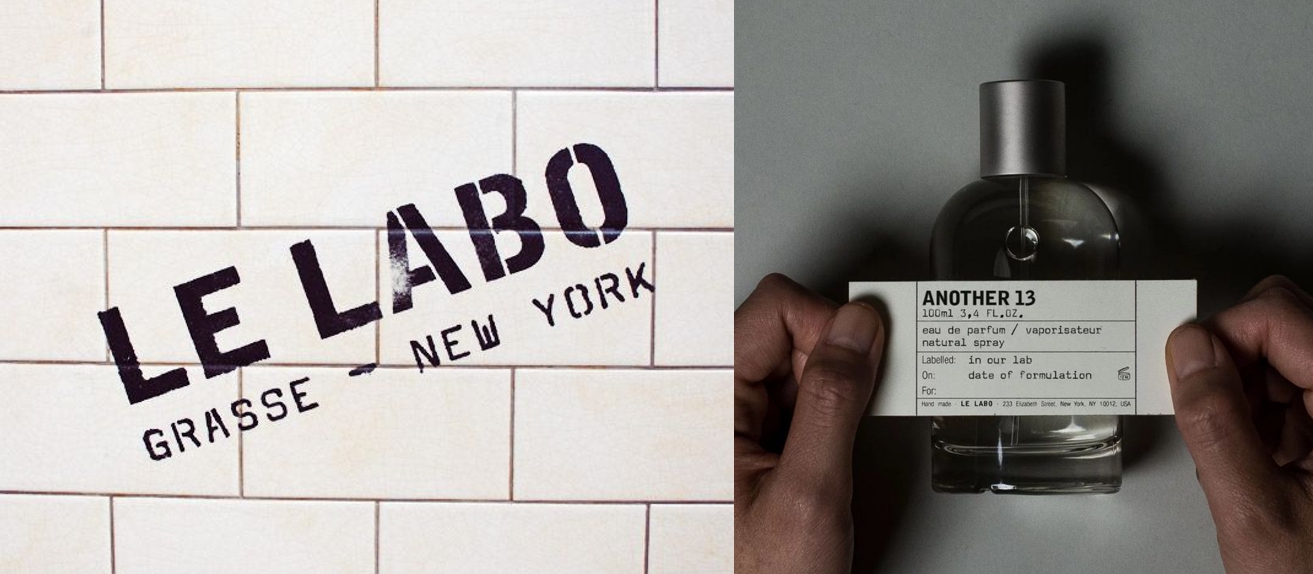 LE LABO
GRASSE – NEW YORK
ANOTHER 13
100ml 3,4 FL.OZ.
eau de parfum / vaporisateur
natural spray
Labelled: in our lab
On: date of formulation
For:
Hand made · LE LABO · 233 Elizabeth Street, New York, NY 10012, USA